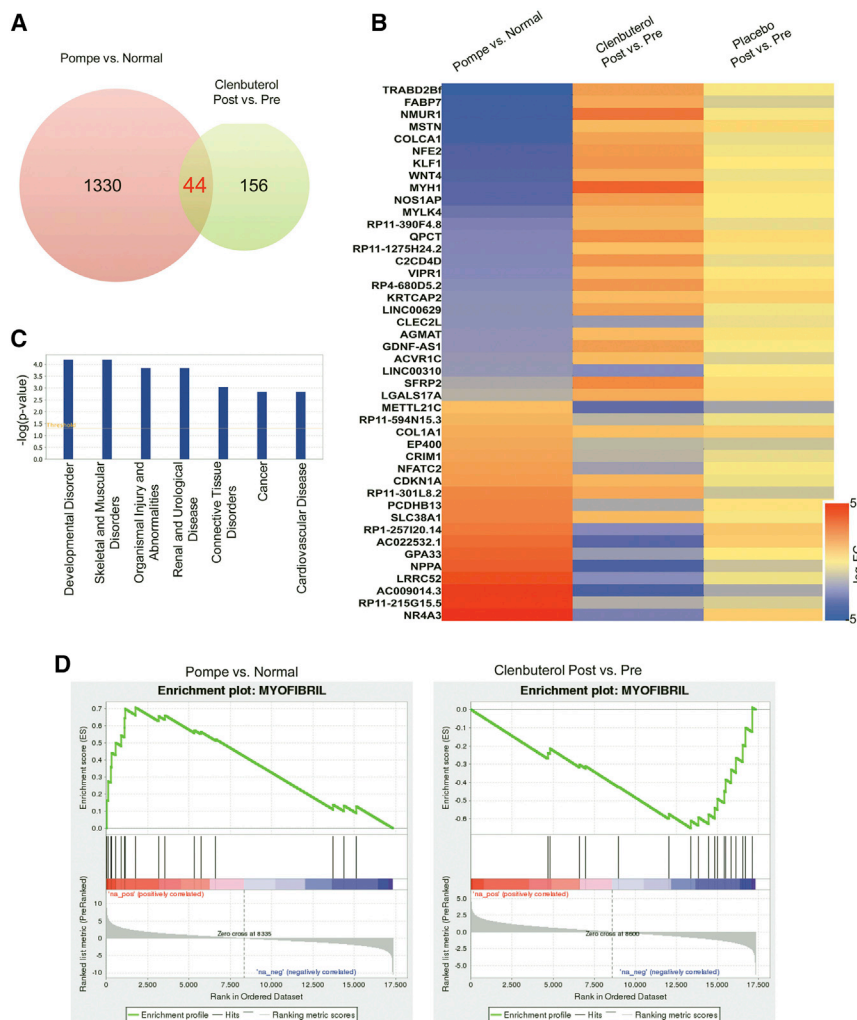 A
Pompe vs. Normal
Clenbuterol
Post vs. Pre
1330
44
156
B
Pompe vs. Normal
Clenbuterol
Post vs. Pre
Placebo
Post vs. Pre
TRABD2Bf
FABP7
NMUR1
MSTN
COLCA1
NFE2
KLF1
WNT4
MYH1
NOS1AP
MYLK4
RP11-390F4.8
QPCT
RP11-1275H24.2
C2CD4D
VIPR1
RP4-680D5.2
KRTCAP2
LINC00629
CLEC2L
AGMAT
GDNF-AS1
ACVR1C
LINC00310
SFRP2
LGALS17A
METTL21C
RP11-594N15.3
COL1A1
EP400
CRIM1
NFATC2
CDKN1A
RP11-301L8.2
PCDHB13
SLC38A1
RP1-257I20.14
AC022532.1
GPA33
NPPA
LRRC52
AC009014.3
RP11-215G15.5
NR4A3
5
-5
C
-log(p-value)
4.0
3.5
3.0
2.5
2.0
1.5
1.0
0.5
0.0
Threshold
Developmental Disorder
Skeletal and Muscular
Disorders
Organismal Injury and
Abnormalities
Renal and Urological
Disease
Connective Tissue
Disorders
Cancer
Cardiovascular Disease
D
Pompe vs. Normal
Enrichment plot: MYOFIBRIL
Enrichment score (ES)
0.7
0.6
0.5
0.4
0.3
0.2
0.1
0.0
'na_pos' (positively correlated)
Ranked list metric (PreRanked)
10
5
0
-5
-10
Zero cross at 8335
'na_neg' (negatively correlated)
0
2.500
5.000
7.500
10.000
12.500
15.000
17.500
Rank in Ordered Dataset
Enrichment profile
Hits
Ranking metric scores
Clenbuterol Post vs. Pre
Enrichment plot: MYOFIBRIL
Enrichment score (ES)
0.0
-0.1
-0.2
-0.3
-0.4
-0.5
-0.6
'na_pos' (positively correlated)
Ranked list metric (PreRanked)
5.0
2.5
0.0
-2.5
-5.0
Zero cross at 8600
'na_neg' (negatively correlated)
0
2.500
5.000
7.500
10.000
12.500
15.000
17.500
Rank in Ordered Dataset
Enrichment profile
Hits
Ranking metric scores